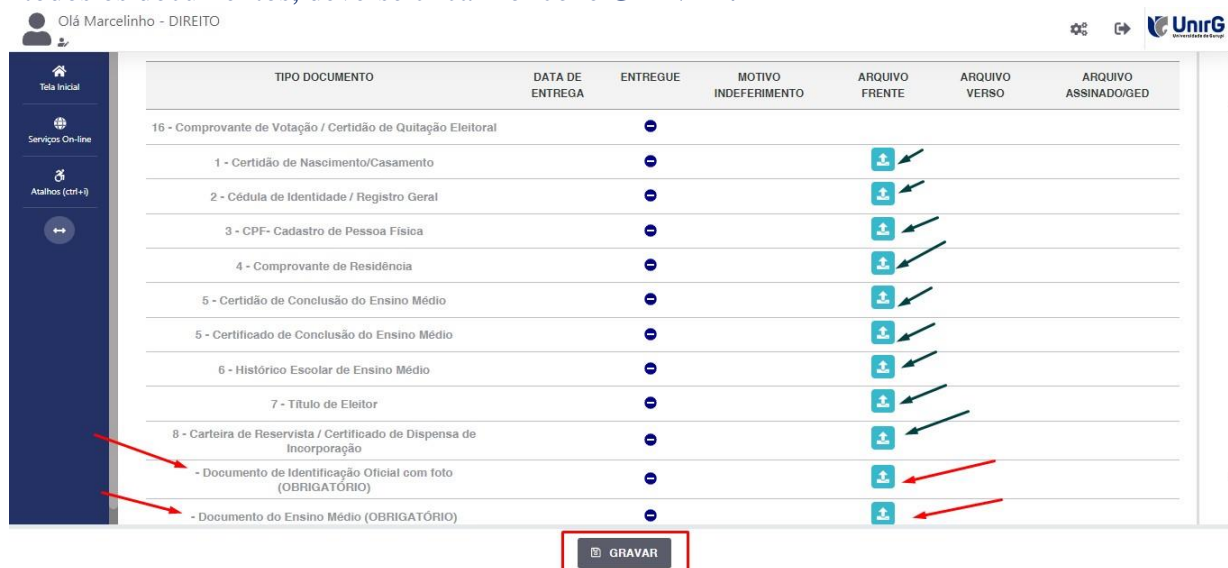 Olá Marcelinho - DIREITO
UnirG
Universidade de Gurupi
Tela Inicial
Serviços On-line
Atalhos (ctrl+i)
TIPO DOCUMENTO
DATA DE
ENTREGA
ENTREGUE
MOTIVO
INDEFERIMENTO
ARQUIVO
FRENTE
ARQUIVO
VERSO
ARQUIVO
ASSINADO/GED
16 - Comprovante de Votação / Certidão de Quitação Eleitoral
1 - Certidão de Nascimento/Casamento
2 - Cédula de Identidade / Registro Geral
3 - CPF- Cadastro de Pessoa Física
4 - Comprovante de Residência
5 - Certidão de Conclusão do Ensino Médio
5 - Certificado de Conclusão do Ensino Médio
6 - Histórico Escolar de Ensino Médio
7 - Título de Eleitor
8 - Carteira de Reservista / Certificado de Dispensa de
Incorporação
- Documento de Identificação Oficial com foto
(OBRIGATÓRIO)
- Documento do Ensino Médio (OBRIGATÓRIO)
GRAVAR